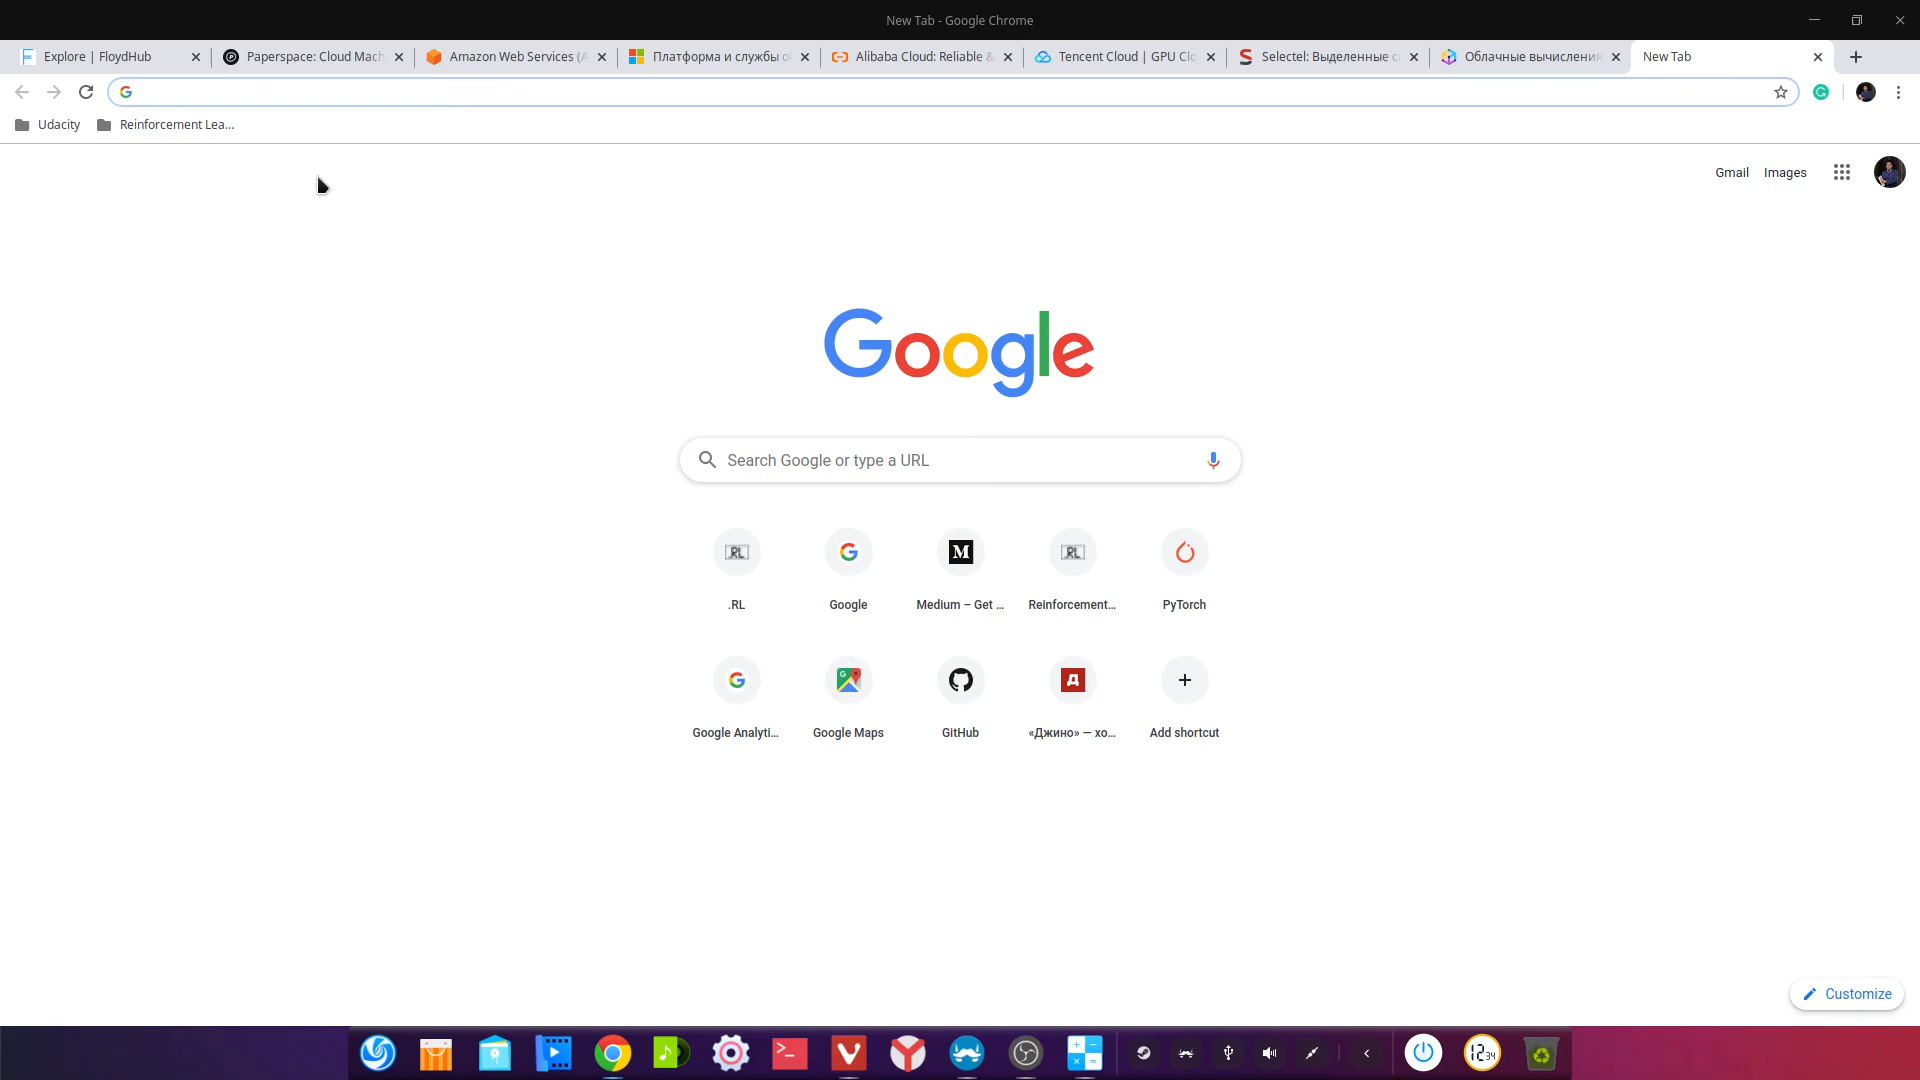 New Tab - Google Chrome
Explore | FloydHub
Paperspace: Cloud Mach
Amazon Web Services (A
Платформа и службы о
Alibaba Cloud: Reliable &
Tencent Cloud | GPU Clo
Selectel: Выделенные с
Облачные вычисления
New Tab
Udacity
Reinforcement Lea...
Gmail
Images
Google
Search Google or type a URL
.RL
Google
Medium – Get ...
Reinforcement...
PyTorch
Google Analyti...
Google Maps
GitHub
«Джино» — хо...
Add shortcut
Customize
12 34